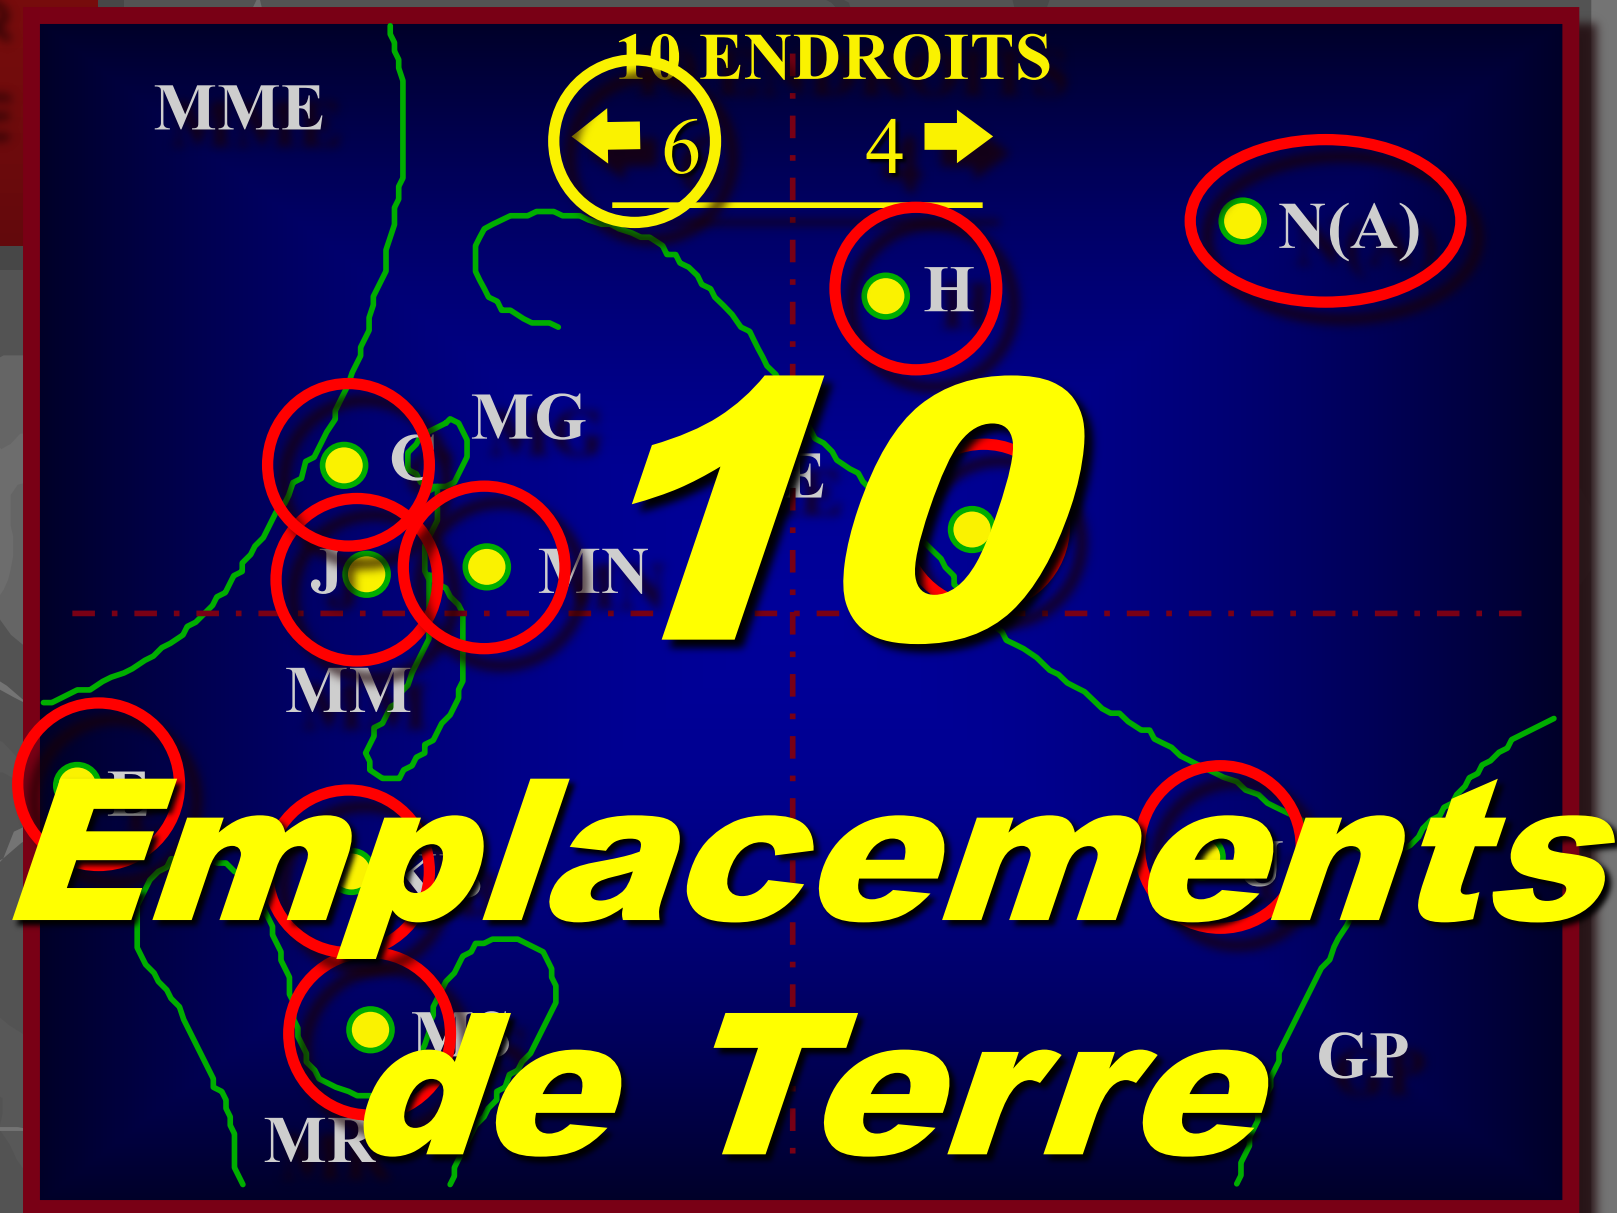 10 ENDROITS
MME
6 4
N(A)
H
MG
C
E
10
J
MN
MM
E
Emplacements
GP
de Terre
MR